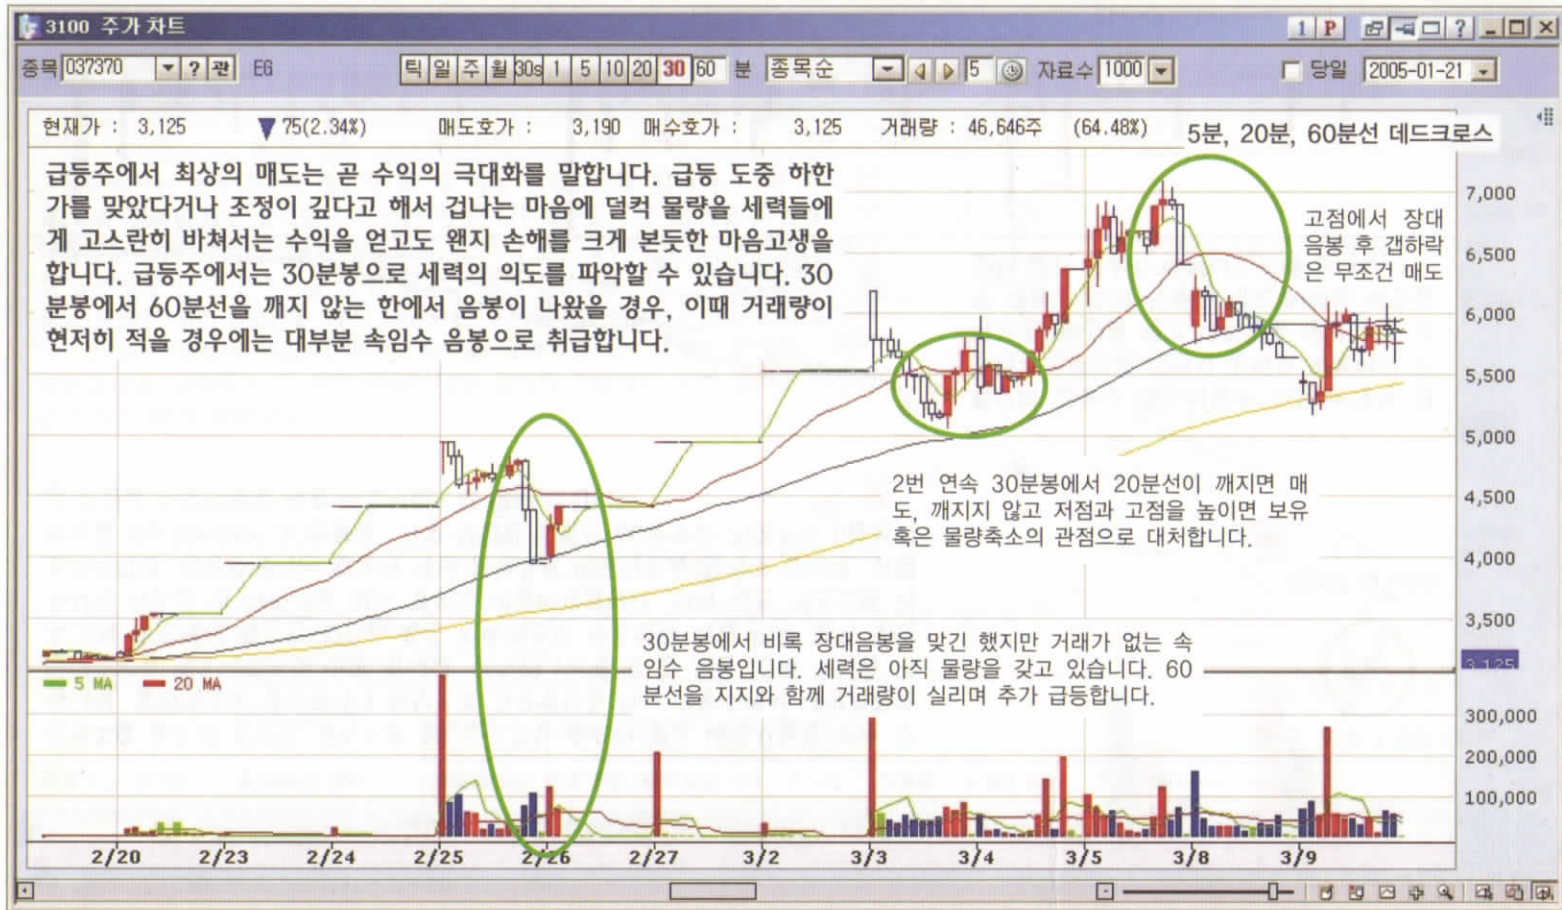 3100 주가차트
1 P ?
종목 037370 ? 관 EG 틱 일 주 월 30s 1 5 10 20 30 60 분 종목순 5 자료수 1000 당일 2005-01-21
현재가 : 3,125 ▼ 75(2.34%) 매도호가 : 3,190 매수호가 : 3,125 거래량 : 46,646주 (64.48%)
5분, 20분, 60분선 데드크로스
급등주에서 최상의 매도는 곧 수익의 극대화를 말합니다. 급등 도중 하한
가를 맞았다거나 조정이 깊다고 해서 겁나는 마음에 덜컥 물량을 세력들에
게 고스란히 바쳐서는 수익을 얻고도 왠지 손해를 크게 본듯한 마음고생을
합니다. 급등주에서는 30분봉으로 세력의 의도를 파악할 수 있습니다. 30
분봉에서 60분선을 깨지 않는 한에서 음봉이 나왔을 경우, 이때 거래량이
현저히 적을 경우에는 대부분 속임수 음봉으로 취급합니다.
고점에서 장대
음봉 후 갭하락
은 무조건 매도
7,000
6,500
6,000
5,500
5,000
4,500
4,000
3,500
3,125
2번 연속 30분봉에서 20분선이 깨지면 매
도, 깨지지 않고 저점과 고점을 높이면 보유
혹은 물량축소의 관점으로 대처합니다.
30분봉에서 비록 장대음봉을 맞긴 했지만 거래가 없는 속
임수 음봉입니다. 세력은 아직 물량을 갖고 있습니다. 60
분선을 지지와 함께 거래량이 실리며 추가 급등합니다.
5 MA 20 MA
300,000
200,000
100,000
2/20 2/23 2/24 2/25 2/26 2/27 3/2 3/3 3/4 3/5 3/8 3/9